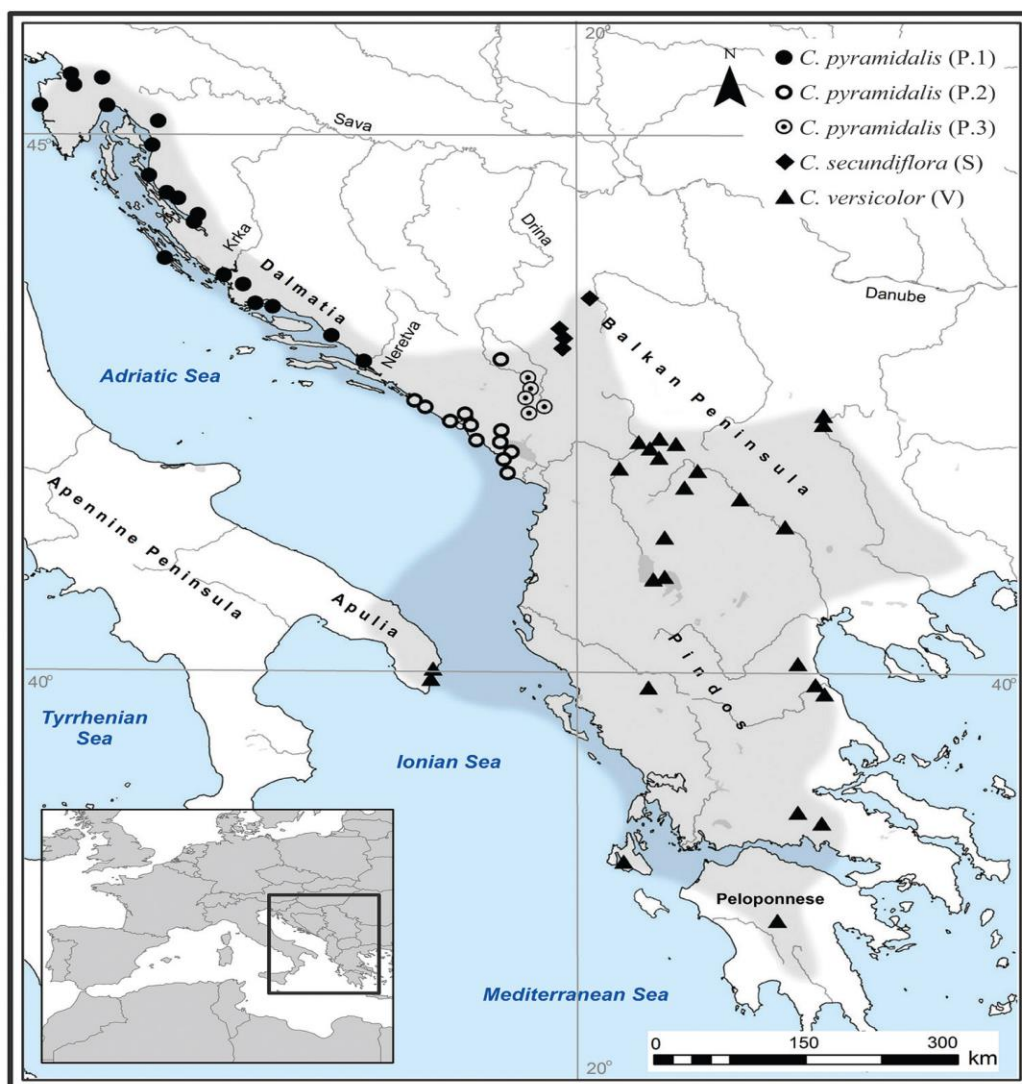 20°
N
C. pyramidalis (P.1)
C. pyramidalis (P.2)
C. pyramidalis (P.3)
C. secundiflora (S)
C. versicolor (V)
Sava
45°
Krka
Drina
Dalmatia
Neretva
Danube
Balkan Peninsula
Adriatic Sea
Apennine Peninsula
Apulia
Pindos
40°
40°
Tyrrhenian
Sea
Ionian Sea
Peloponnese
Mediterranean Sea
0 150 300
km
20°